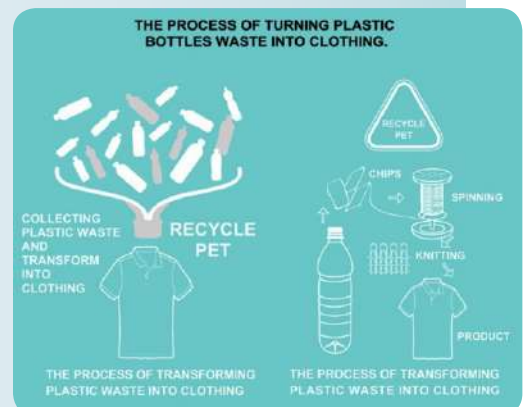 THE PROCESS OF TURNING PLASTIC
BOTTLES WASTE INTO CLOTHING.
COLLECTING
PLASTIC WASTE
AND
TRANSFORM
INTO
CLOTHING
RECYCLE
PET
THE PROCESS OF TRANSFORMING
PLASTIC WASTE INTO CLOTHING
RECYCLE
PET
CHIPS
SPINNING
KNITTING
PRODUCT
THE PROCESS OF TRANSFORMING
PLASTIC WASTE INTO CLOTHING